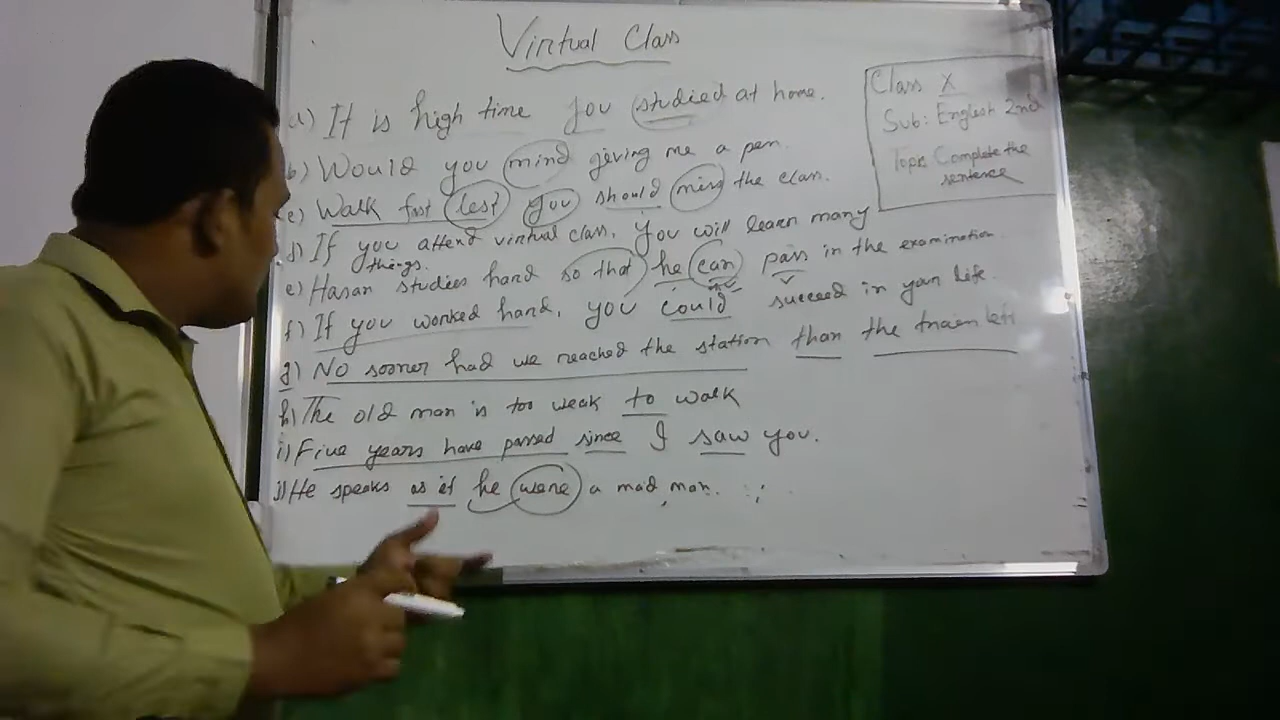 Virtual Class
Class X
Sub: English 2nd
Topic Complete the
sentence
a) It is high time you studied at home.
b) Would you mind giving me a pen.
c) Walk fast lest you should miss the class.
d) If you attend virtual class, you will learn many
things.
e) Hasan studies hard so that he can pass in the examination
f) If you worked hard, you could succeed in your life.
g) No sooner had we reached the station than the train left
h) The old man is too weak to walk
i) Five years have passed since I saw you.
j) He speaks as if he were a mad man.